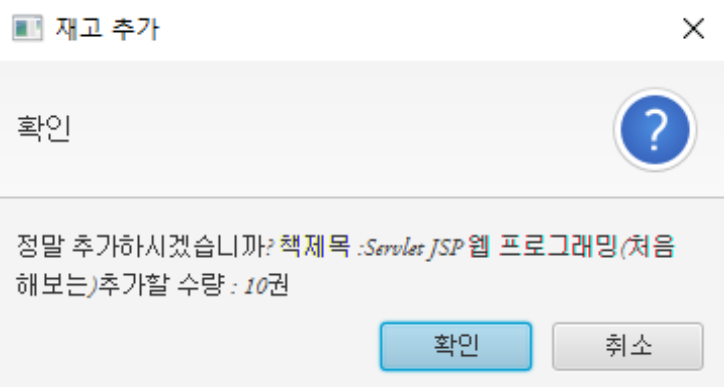 재고 추가
확인
?
정말 추가하시겠습니까? 책제목 :Servlet JSP 웹 프로그래밍(처음
해보는)추가할 수량 : 10권
확인 취소